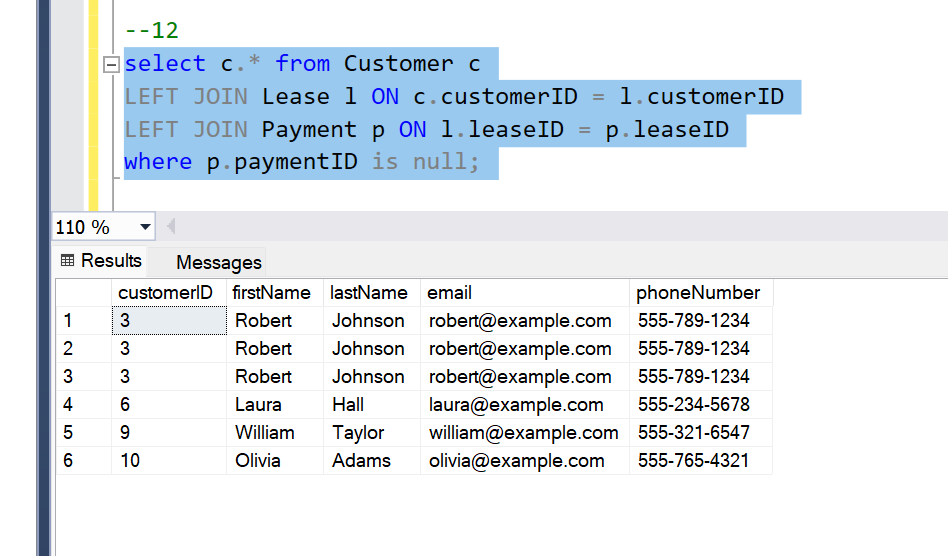 --12
select c.* from Customer c
LEFT JOIN Lease l ON c.customerID = l.customerID
LEFT JOIN Payment p ON l.leaseID = p.leaseID
where p.paymentID is null;
110 %
Results Messages
customerID firstName lastName email phoneNumber
1 3 Robert Johnson robert@example.com 555-789-1234
2 3 Robert Johnson robert@example.com 555-789-1234
3 3 Robert Johnson robert@example.com 555-789-1234
4 6 Laura Hall laura@example.com 555-234-5678
5 9 William Taylor william@example.com 555-321-6547
6 10 Olivia Adams olivia@example.com 555-765-4321